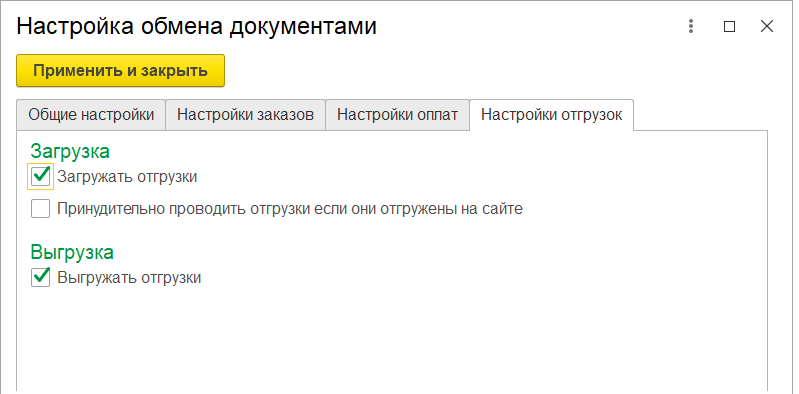 Настройка обмена документами
Применить и закрыть
Общие настройки Настройки заказов Настройки оплат Настройки отгрузок
Загрузка
Загружать отгрузки
Принудительно проводить отгрузки если они отгружены на сайте
Выгрузка
Выгружать отгрузки